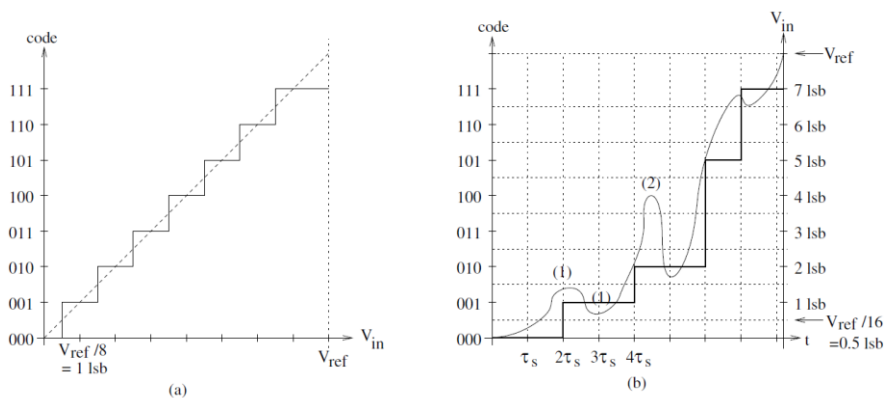 code
111
110
101
100
011
010
001
000
V_ref /8
= 1 lsb
V_ref
V_in
(a)
code
V_in
V_ref
111
7 lsb
110
6 lsb
101
5 lsb
100
(2)
4 lsb
011
3 lsb
010
2 lsb
(1)
001
(1)
1 lsb
V_ref /16
=0.5 lsb
000
t
τ_s
2τ_s
3τ_s
4τ_s
(b)